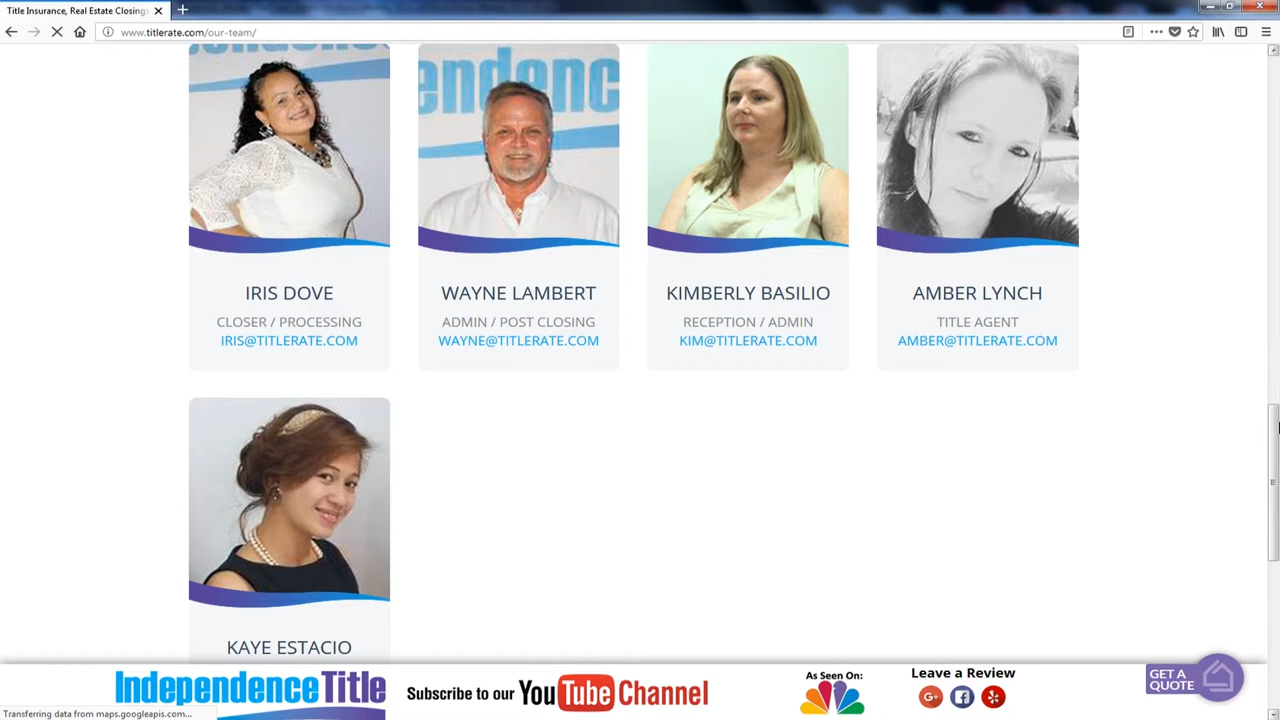 Title Insurance, Real Estate Closings
www.titlerate.com/our-team/
endence
endenc
IRIS DOVE
CLOSER / PROCESSING
IRIS@TITLERATE.COM
WAYNE LAMBERT
ADMIN / POST CLOSING
WAYNE@TITLERATE.COM
KIMBERLY BASILIO
RECEPTION / ADMIN
KIM@TITLERATE.COM
AMBER LYNCH
TITLE AGENT
AMBER@TITLERATE.COM
KAYE ESTACIO
IndependenceTitle
Subscribe to our YouTube Channel
As Seen On:
Leave a Review
GET A
QUOTE
Transferring data from maps.googleapis.com...